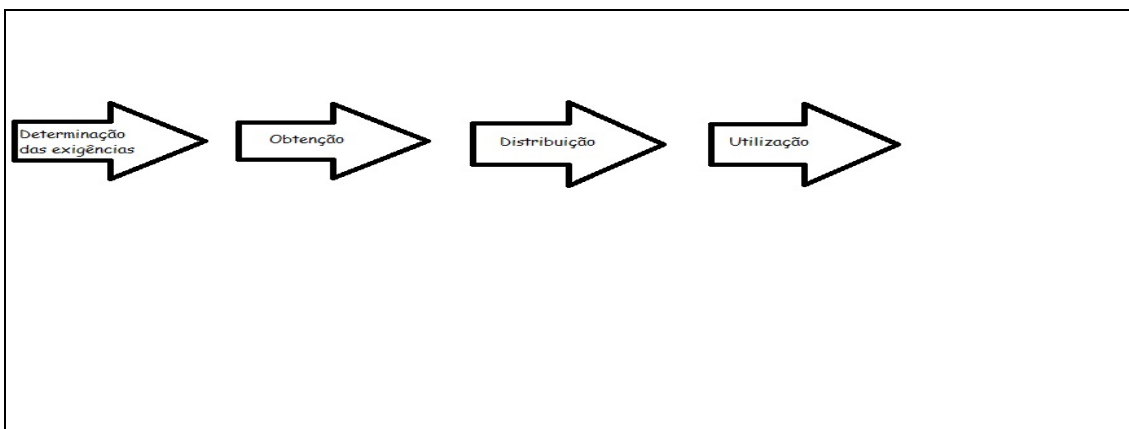 Determinação
das exigências
Obtenção
Distribuição
Utilização